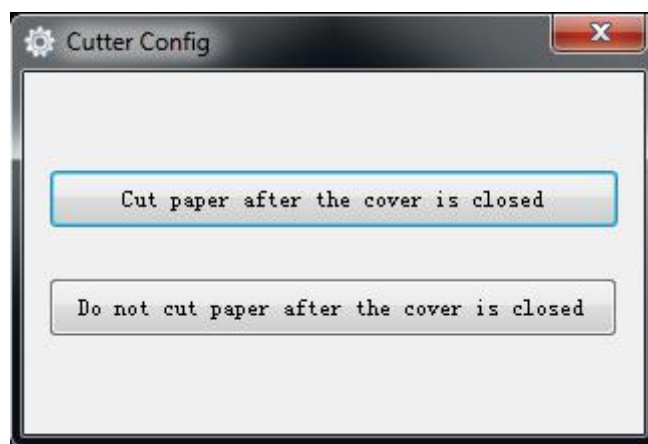 Cutter Config
Cut paper after the cover is closed
Do not cut paper after the cover is closed